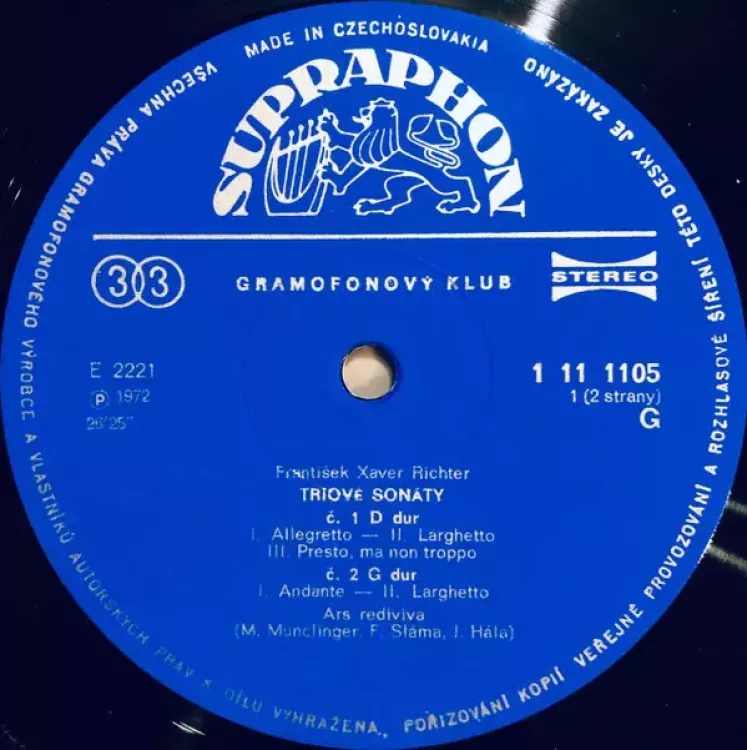 MADE IN CZECHOSLOVAKIA
SUPRAPHON
33
GRAMOFONOVÝ KLUB
STEREO
E 2221
Ⓟ 1972
26'25"
1 11 1105
1 (2 strany)
G
František Xaver Richter
TRIOVÉ SONÁTY
č. 1 D dur
I. Allegretto — II. Larghetto
III. Presto, ma non troppo
č. 2 G dur
I. Andante — II. Larghetto
Ars rediviva
(M. Munclinger, F. Sláma, J. Hála)
VŠECHNA PRÁVA GRAMOFONOVÉHO VÝROBCE A VLASTNÍKŮ AUTORSKÝCH PRÁV K DÍLU VYHRAŽENA. POŘIZOVÁNÍ KOPIÍ VEŘEJNÉ PROVOZOVÁNÍ A ROZHLASOVÉ ŠÍŘENÍ TÉTO DESKY JE ZAKÁZÁNO